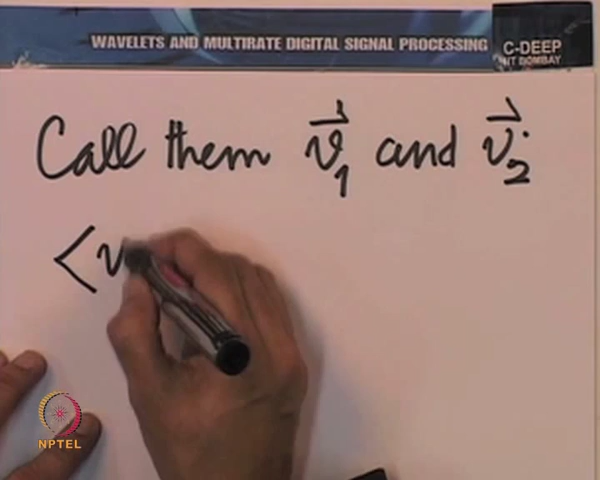 WAVELETS AND MULTIRATE DIGITAL SIGNAL PROCESSING
C-DEEP
IIT BOMBAY
Call them v⃗₁ and v⃗₂.
<v
NPTEL